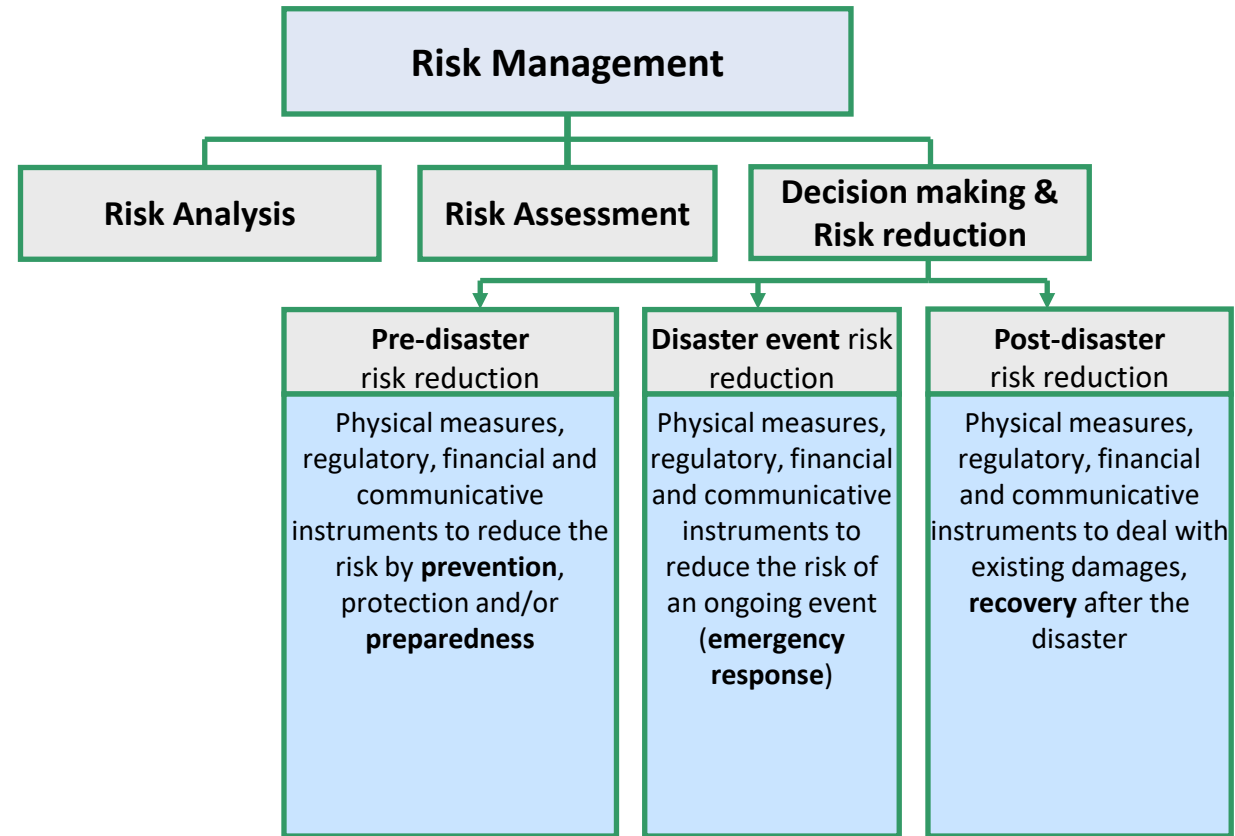 Risk Management
Risk Analysis
Risk Assessment
Decision making &
Risk reduction
Pre-disaster
risk reduction
Physical measures,
regulatory, financial and
communicative
instruments to reduce the
risk by prevention,
protection and/or
preparedness
Disaster event risk
reduction
Physical measures,
regulatory, financial
and communicative
instruments to
reduce the risk of
an ongoing event
(emergency
response)
Post-disaster
risk reduction
Physical measures,
regulatory, financial
and communicative
instruments to deal with
existing damages,
recovery after the
disaster